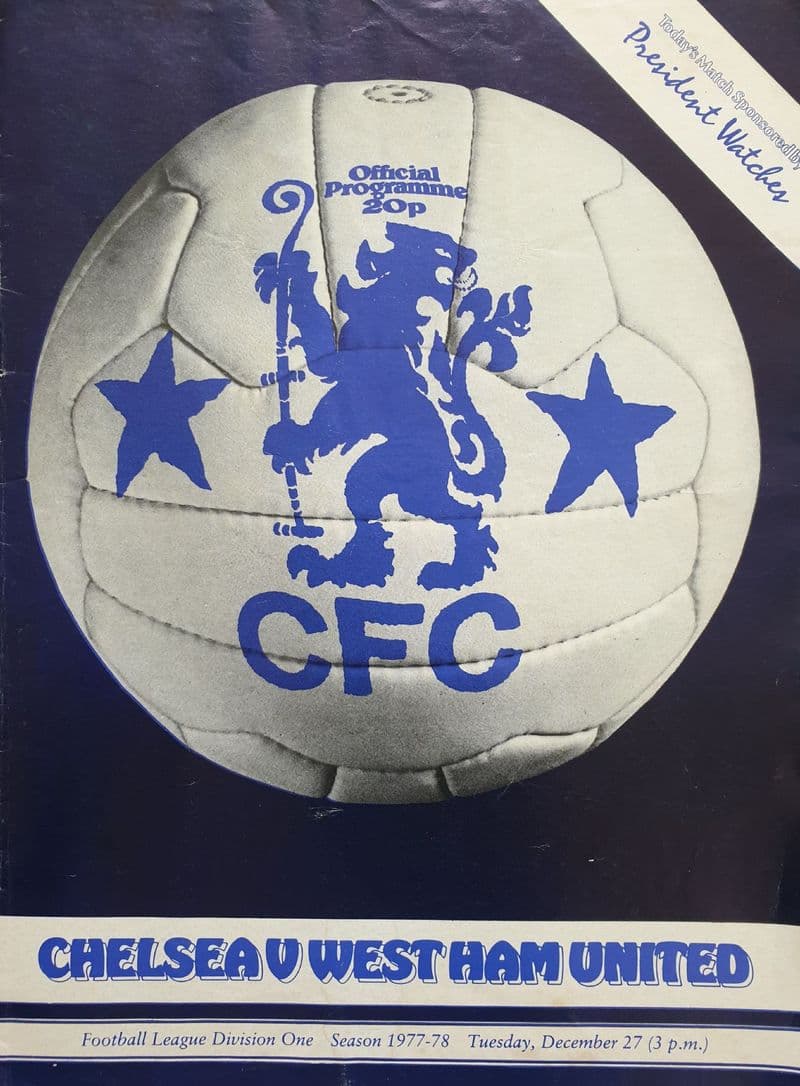 Today's Match Sponsored by
President Watches
Official
Programme
20p
CFC
CHELSEA V WEST HAM UNITED
Football League Division One Season 1977-78 Tuesday, December 27 (3 p.m.)